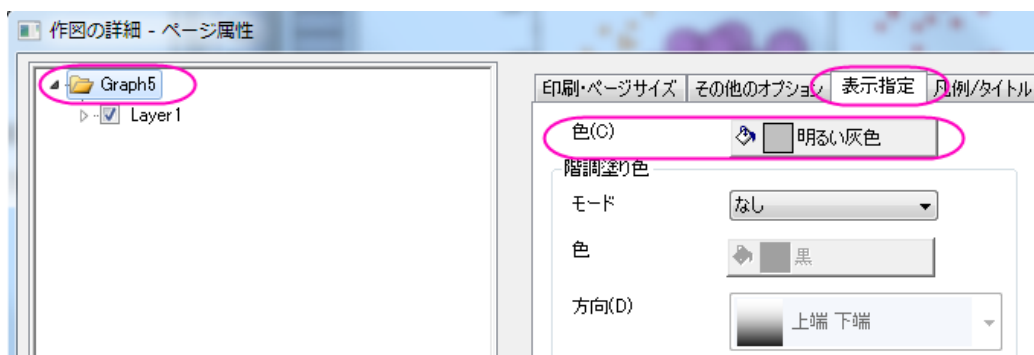 作図の詳細 - ページ属性
Graph5
Layer1
印刷・ページサイズ その他のオプション 表示指定 凡例/タイトル
色(C) 明るい灰色
階調塗り色
モード なし
色 黒
方向(D) 上端 下端